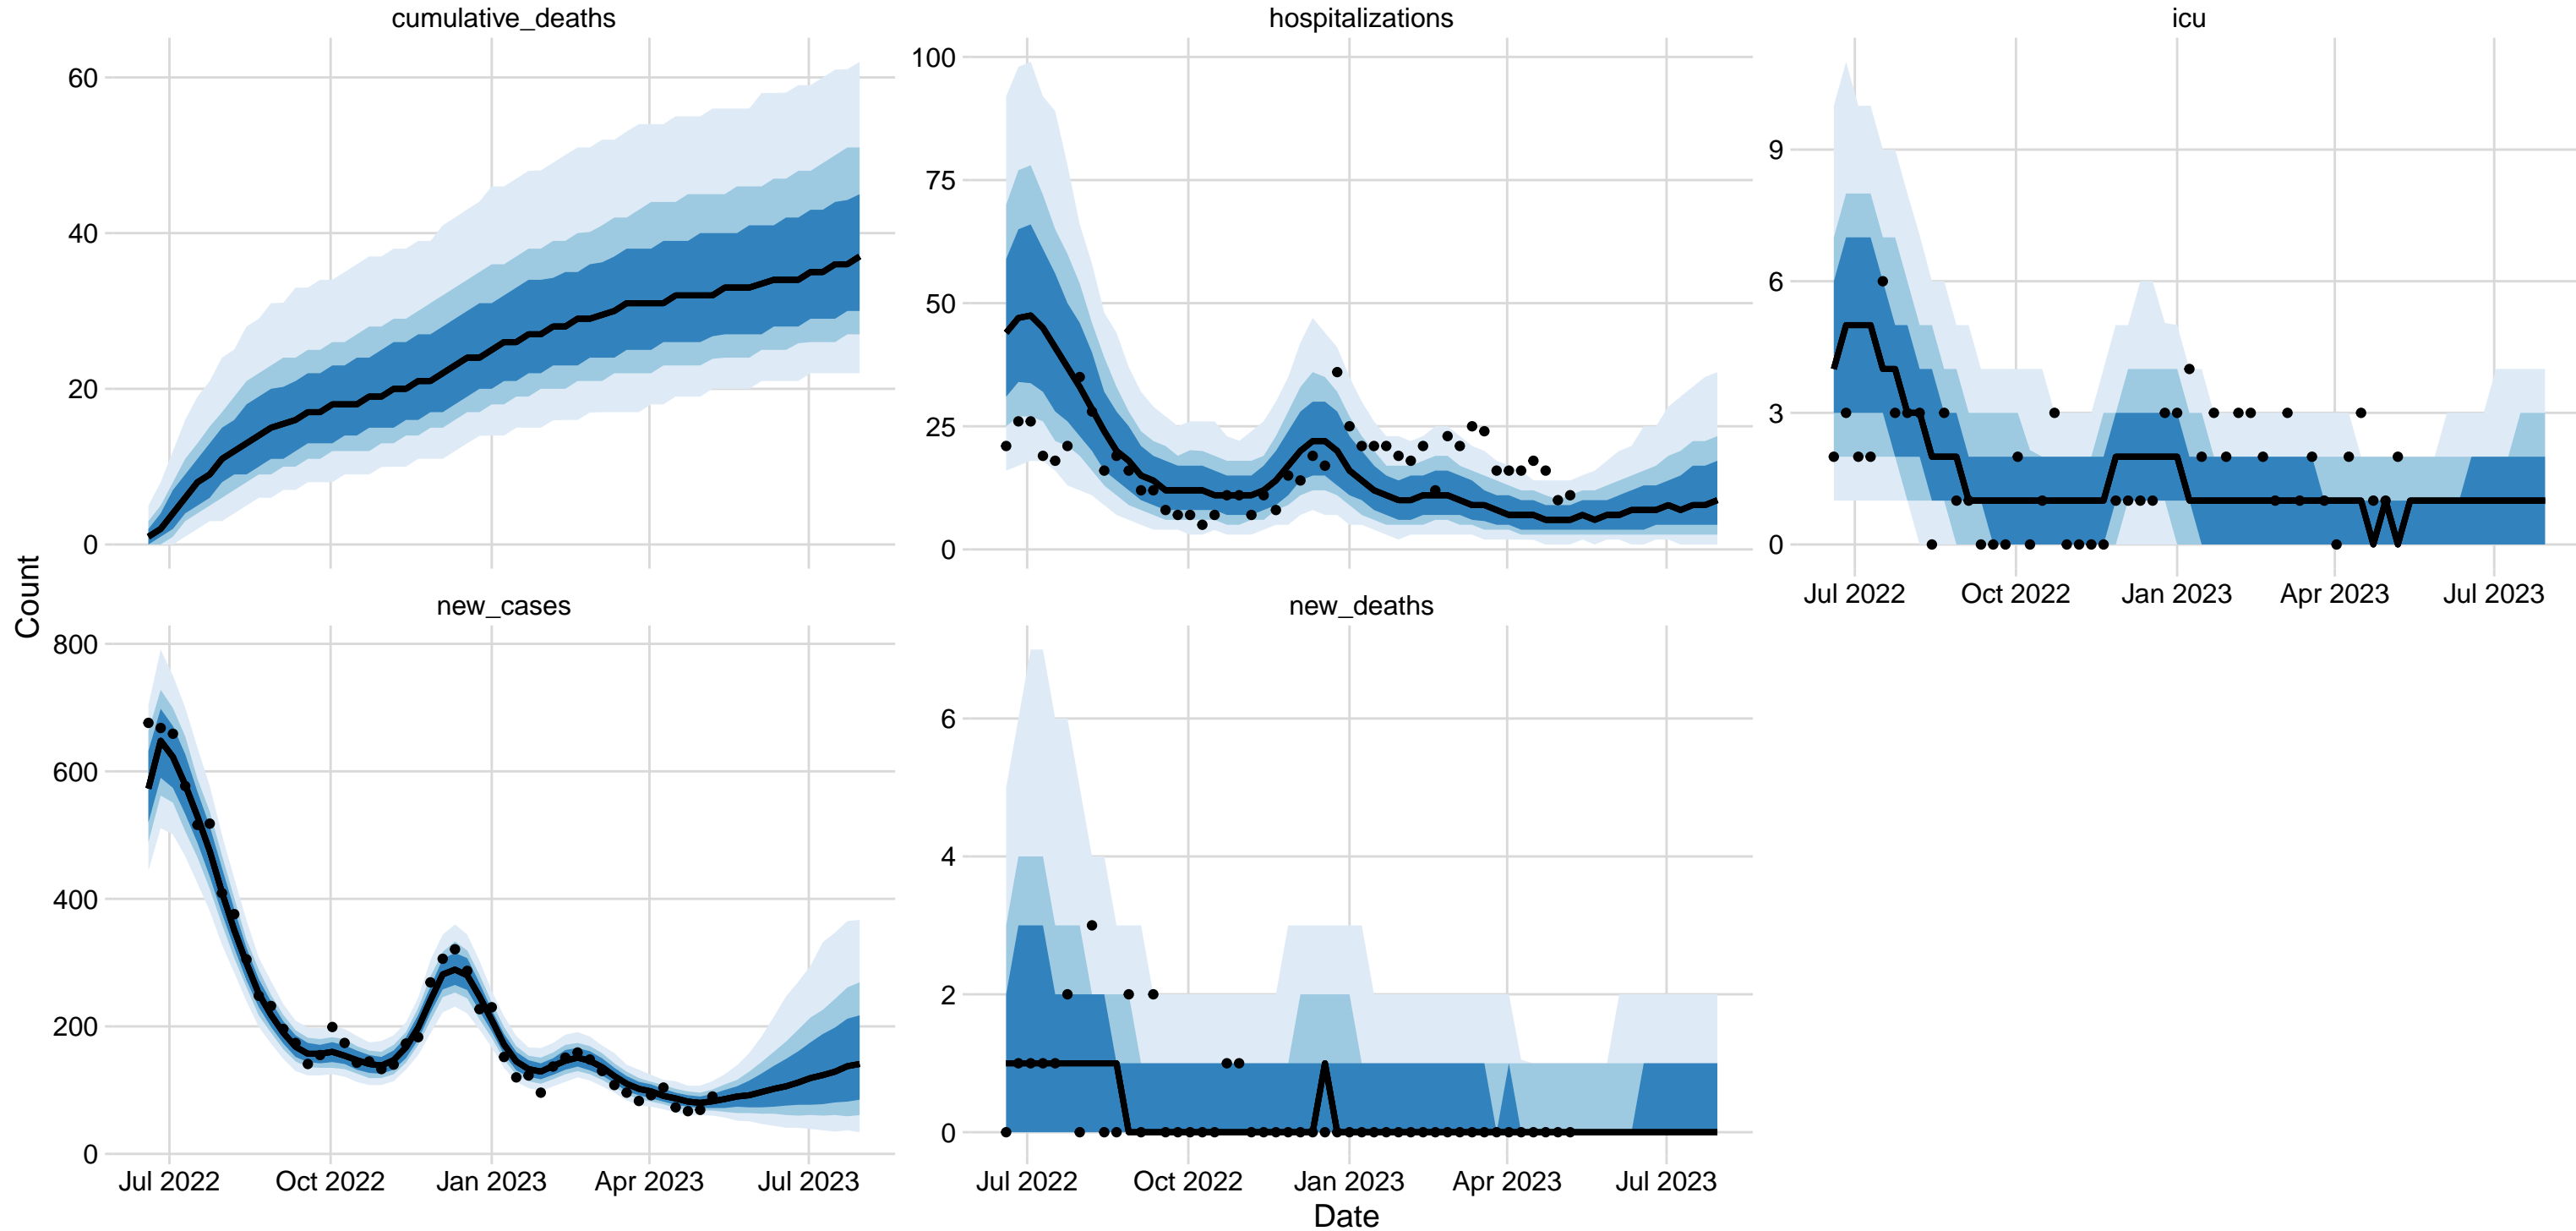 cumulative_deaths
hospitalizations
icu
60
40
20
0
100
75
50
25
0
9
6
3
0
Jul 2022 Oct 2022 Jan 2023 Apr 2023 Jul 2023
Count
new_cases
new_deaths
800
600
400
200
0
6
4
2
0
Jul 2022 Oct 2022 Jan 2023 Apr 2023 Jul 2023
Jul 2022 Oct 2022 Jan 2023 Apr 2023 Jul 2023
Date